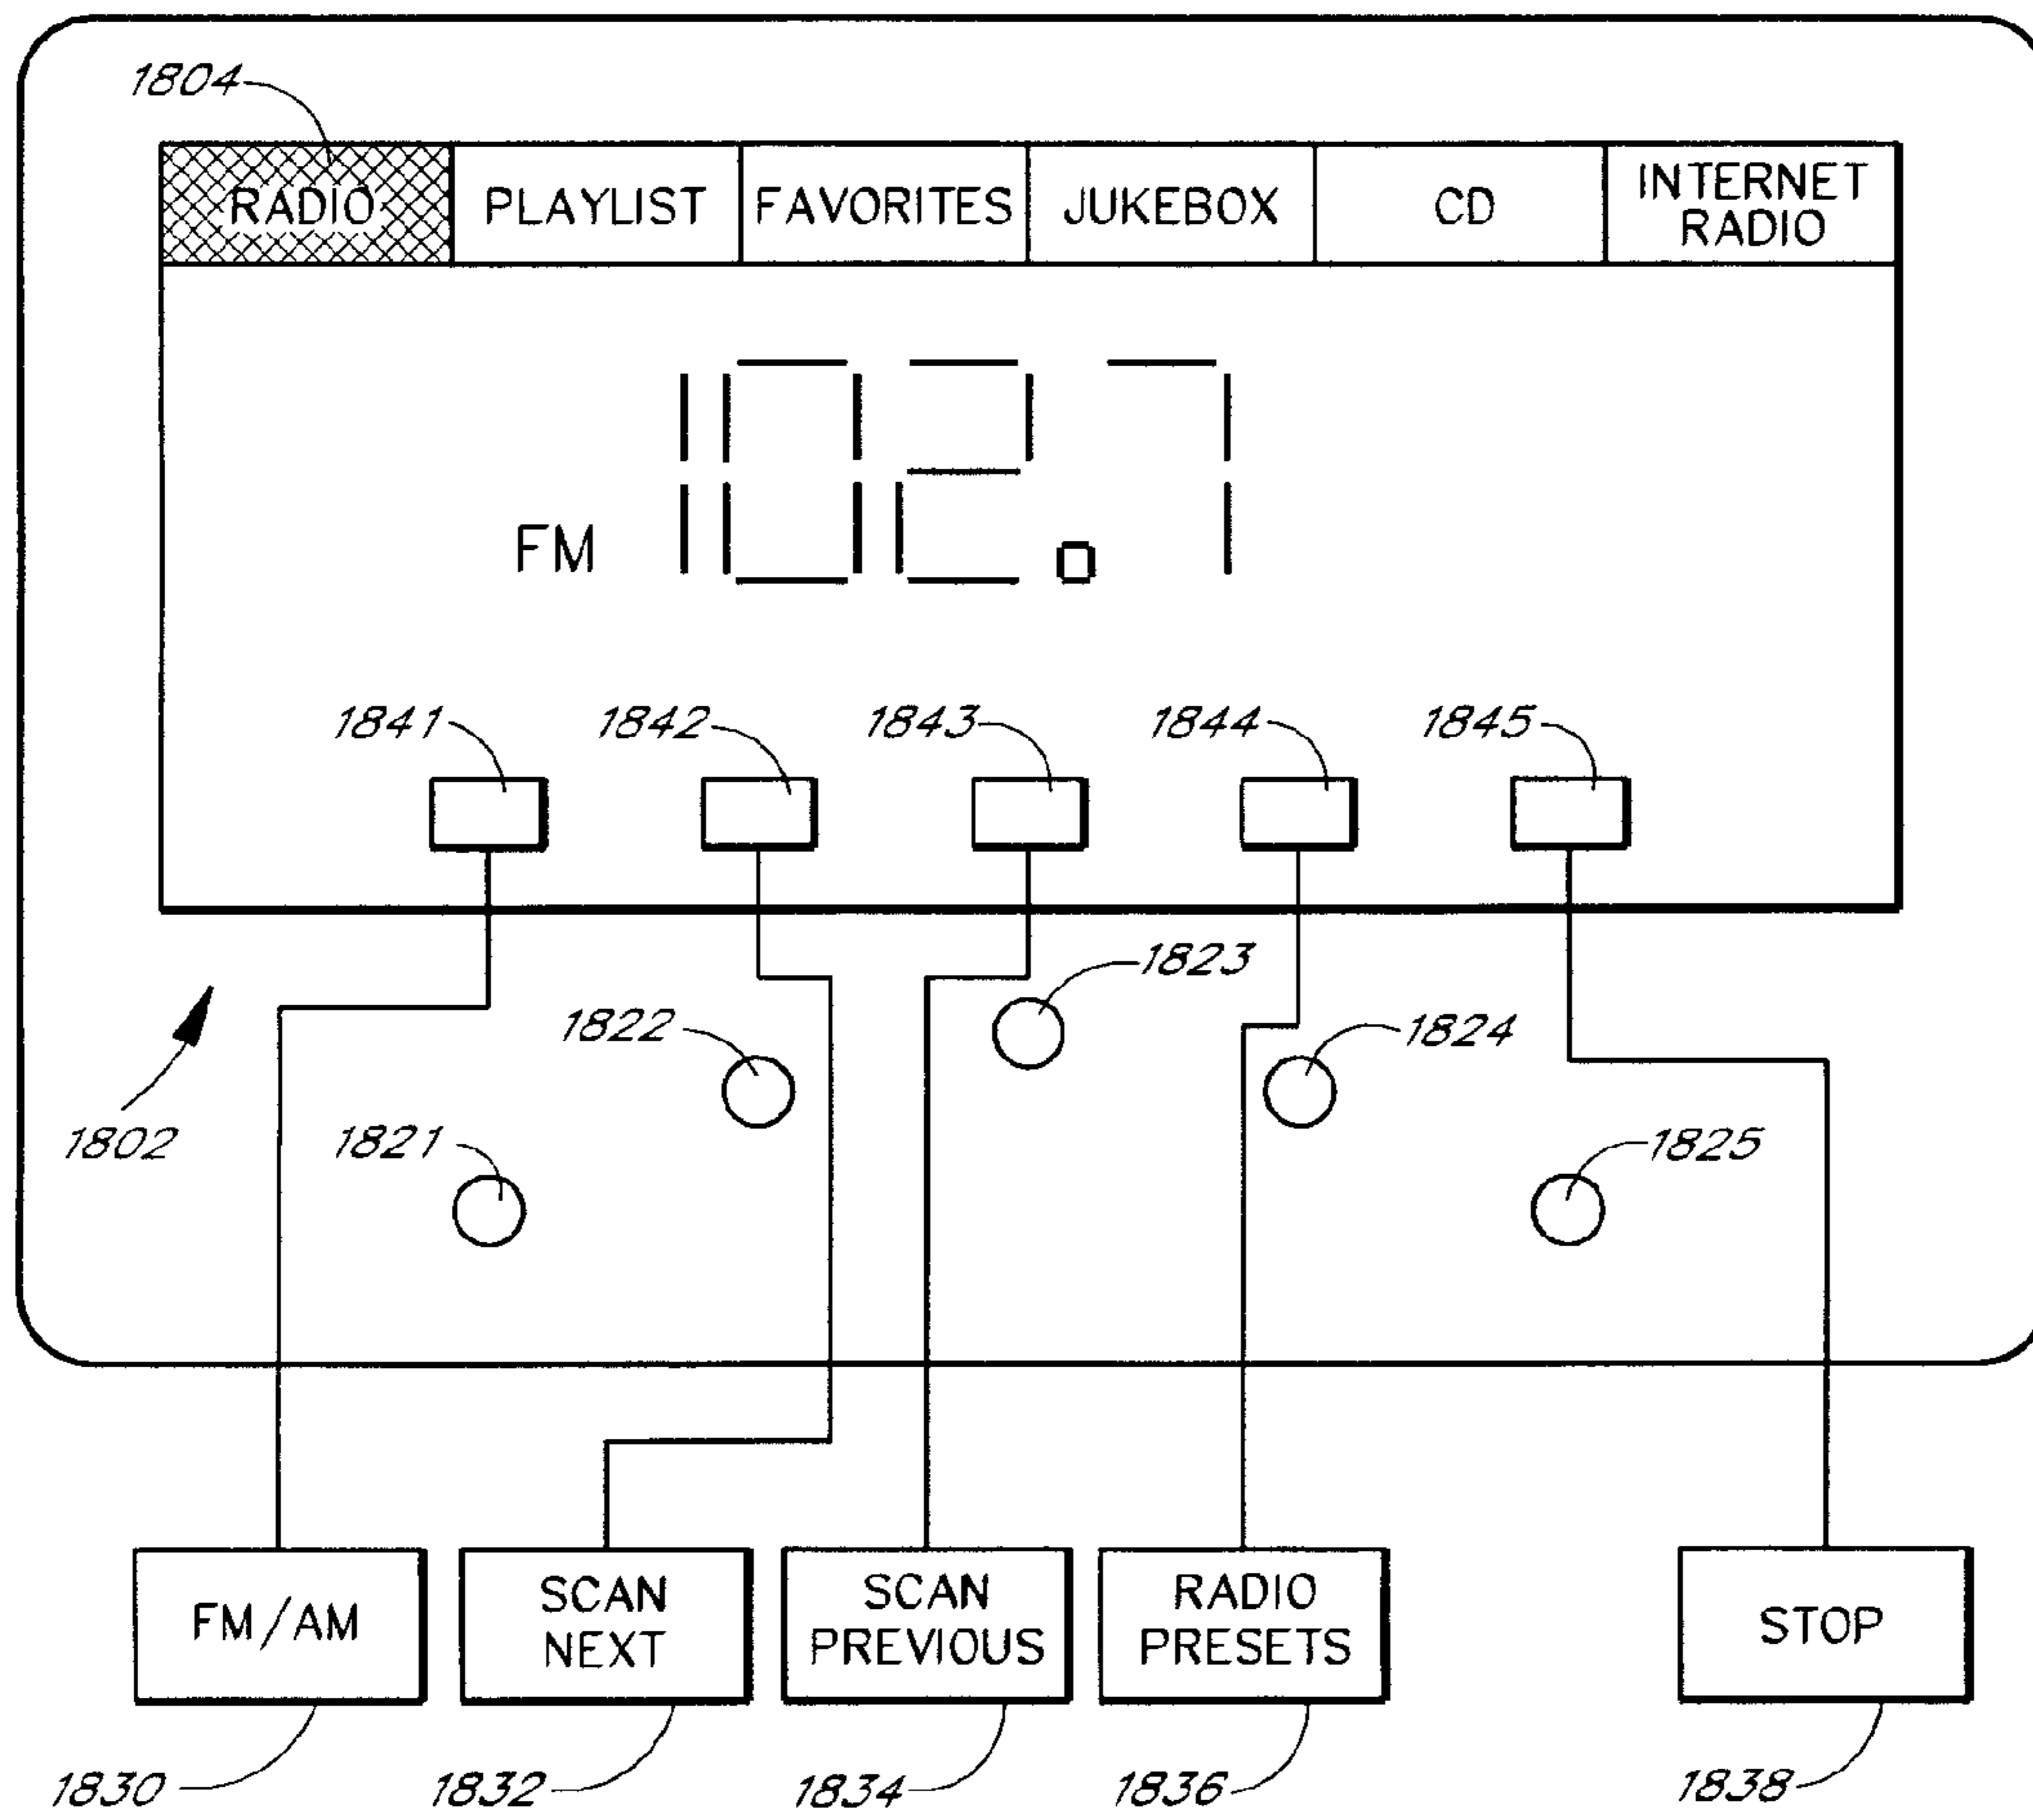 1804
RADIO PLAYLIST FAVORITES JUKEBOX CD INTERNET
RADIO
FM 102.7
1841 1842 1843 1844 1845
1823
1822 1824
1802 1821 1825
FM/AM
SCAN
NEXT
SCAN
PREVIOUS
RADIO
PRESETS
STOP
1830 1832 1834 1836 1838